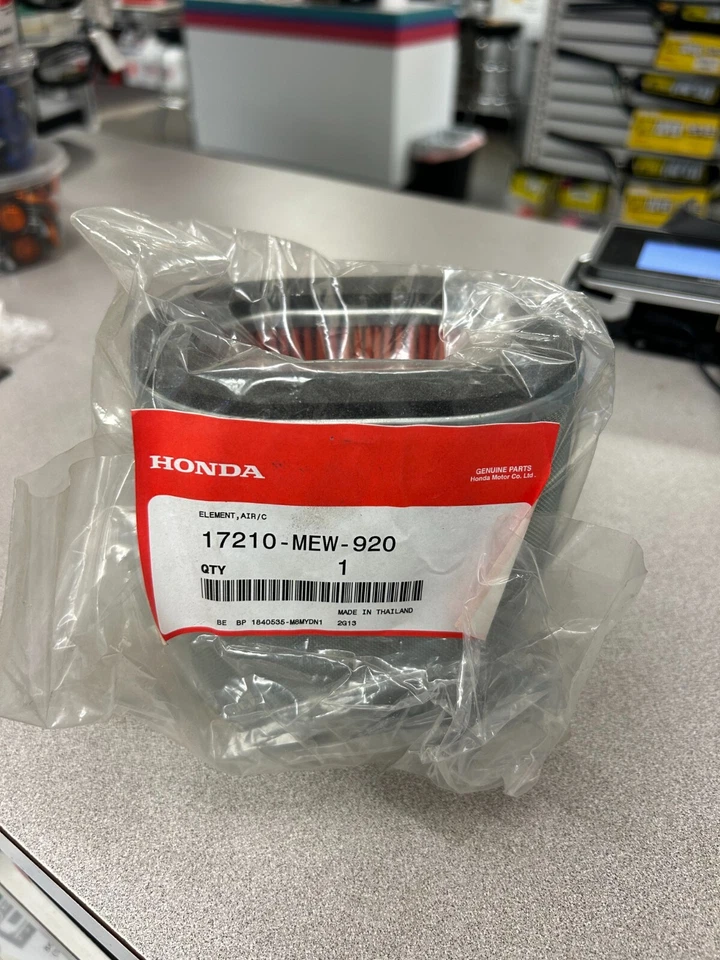 HONDA
GENUINE PARTS
Honda Motor Co., Ltd.
ELEMENT,AIR/C
17210-MEW-920
QTY 1
MADE IN THAILAND
BE BP 1840535-M8MYDN1 2G13